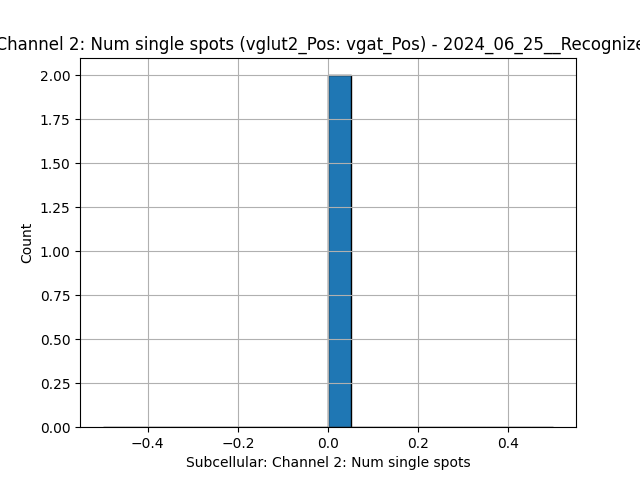 Channel 2: Num single spots (vglut2_Pos: vgat_Pos) - 2024_06_25__Recognize
2.00
1.75
1.50
1.25
1.00
0.75
0.50
0.25
0.00
Count
−0.4 −0.2 0.0 0.2 0.4
Subcellular: Channel 2: Num single spots